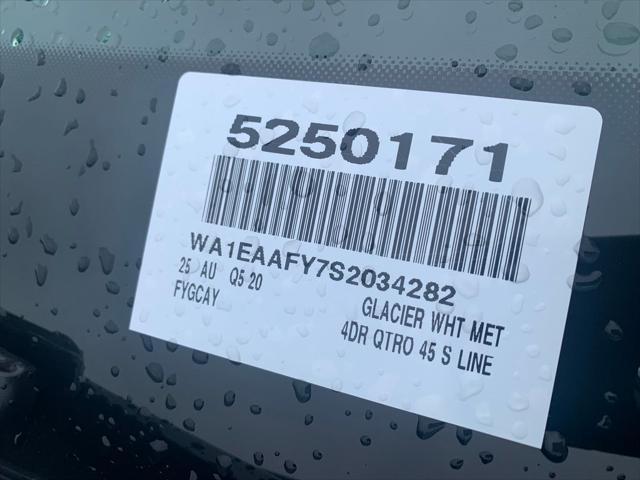 5250171
WA1EAAFY7S2034282
25 AU Q5 20
FYGCAY
GLACIER WHT MET
4DR QTRO 45 S LINE